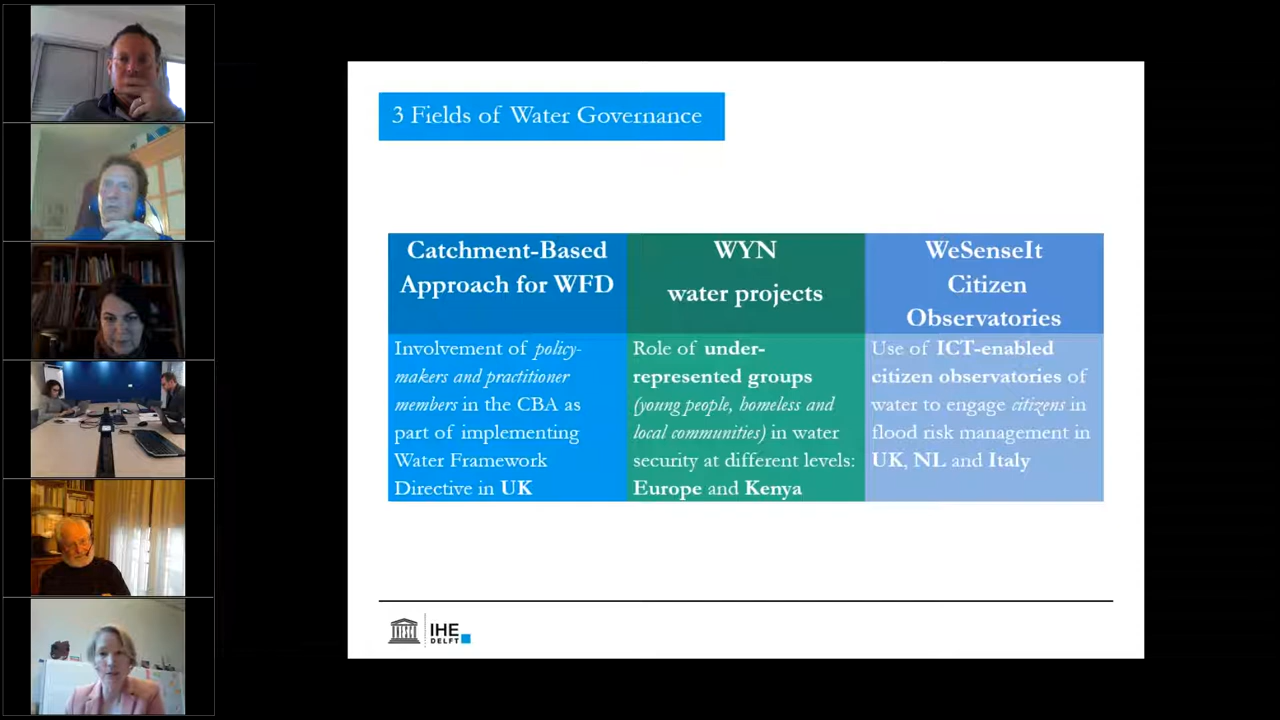 3 Fields of Water Governance
Catchment-Based
Approach for WFD
Involvement of policy-
makers and practitioner
members in the CBA as
part of implementing
Water Framework
Directive in UK
WYN
water projects
Role of under-
represented groups
(young people, homeless and
local communities) in water
security at different levels:
Europe and Kenya
WeSenseIt
Citizen
Observatories
Use of ICT-enabled
citizen observatories of
water to engage citizens in
flood risk management in
UK, NL and Italy
IHE
DELFT